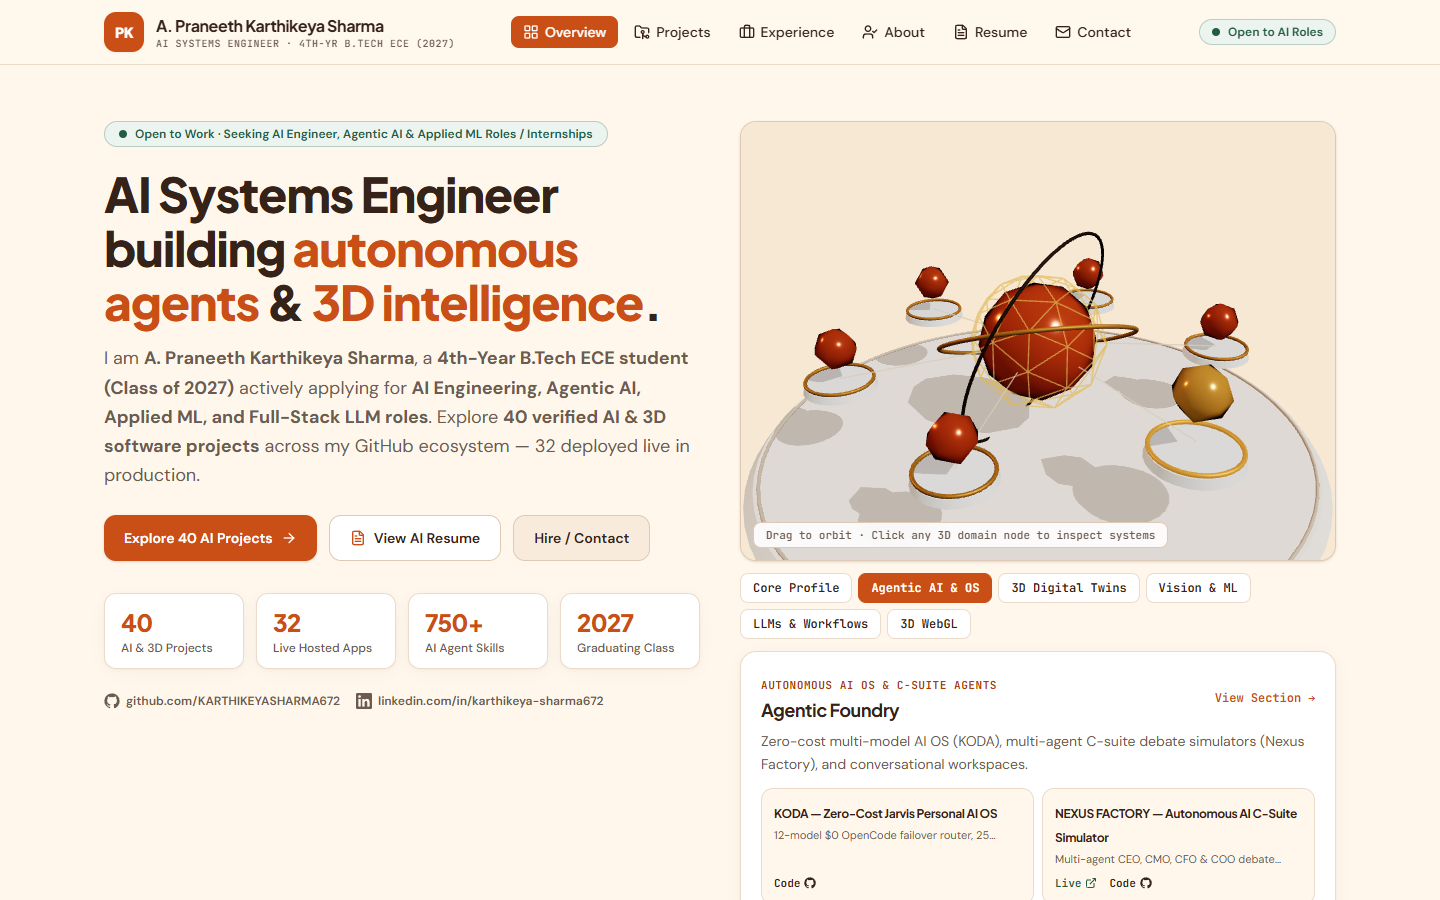 PK
A. Praneeth Karthikeya Sharma
AI SYSTEMS ENGINEER · 4TH-YR B.TECH ECE (2027)
Overview
Projects
Experience
About
Resume
Contact
Open to AI Roles
Open to Work · Seeking AI Engineer, Agentic AI & Applied ML Roles / Internships
AI Systems Engineer
building autonomous
agents & 3D intelligence.
I am A. Praneeth Karthikeya Sharma, a 4th-Year B.Tech ECE student
(Class of 2027) actively applying for AI Engineering, Agentic AI,
Applied ML, and Full-Stack LLM roles. Explore 40 verified AI & 3D
software projects across my GitHub ecosystem — 32 deployed live in
production.
Explore 40 AI Projects →
View AI Resume
Hire / Contact
40
AI & 3D Projects
32
Live Hosted Apps
750+
AI Agent Skills
2027
Graduating Class
github.com/KARTHIKEYASHARMA672
linkedin.com/in/karthikeya-sharma672
Drag to orbit · Click any 3D domain node to inspect systems
Core Profile
Agentic AI & OS
3D Digital Twins
Vision & ML
LLMs & Workflows
3D WebGL
AUTONOMOUS AI OS & C-SUITE AGENTS
Agentic Foundry
View Section →
Zero-cost multi-model AI OS (KODA), multi-agent C-suite debate simulators (Nexus
Factory), and conversational workspaces.
KODA — Zero-Cost Jarvis Personal AI OS
12-model $0 OpenCode failover router, 25…
Code
NEXUS FACTORY — Autonomous AI C-Suite
Simulator
Multi-agent CEO, CMO, CFO & COO debate…
Live
Code